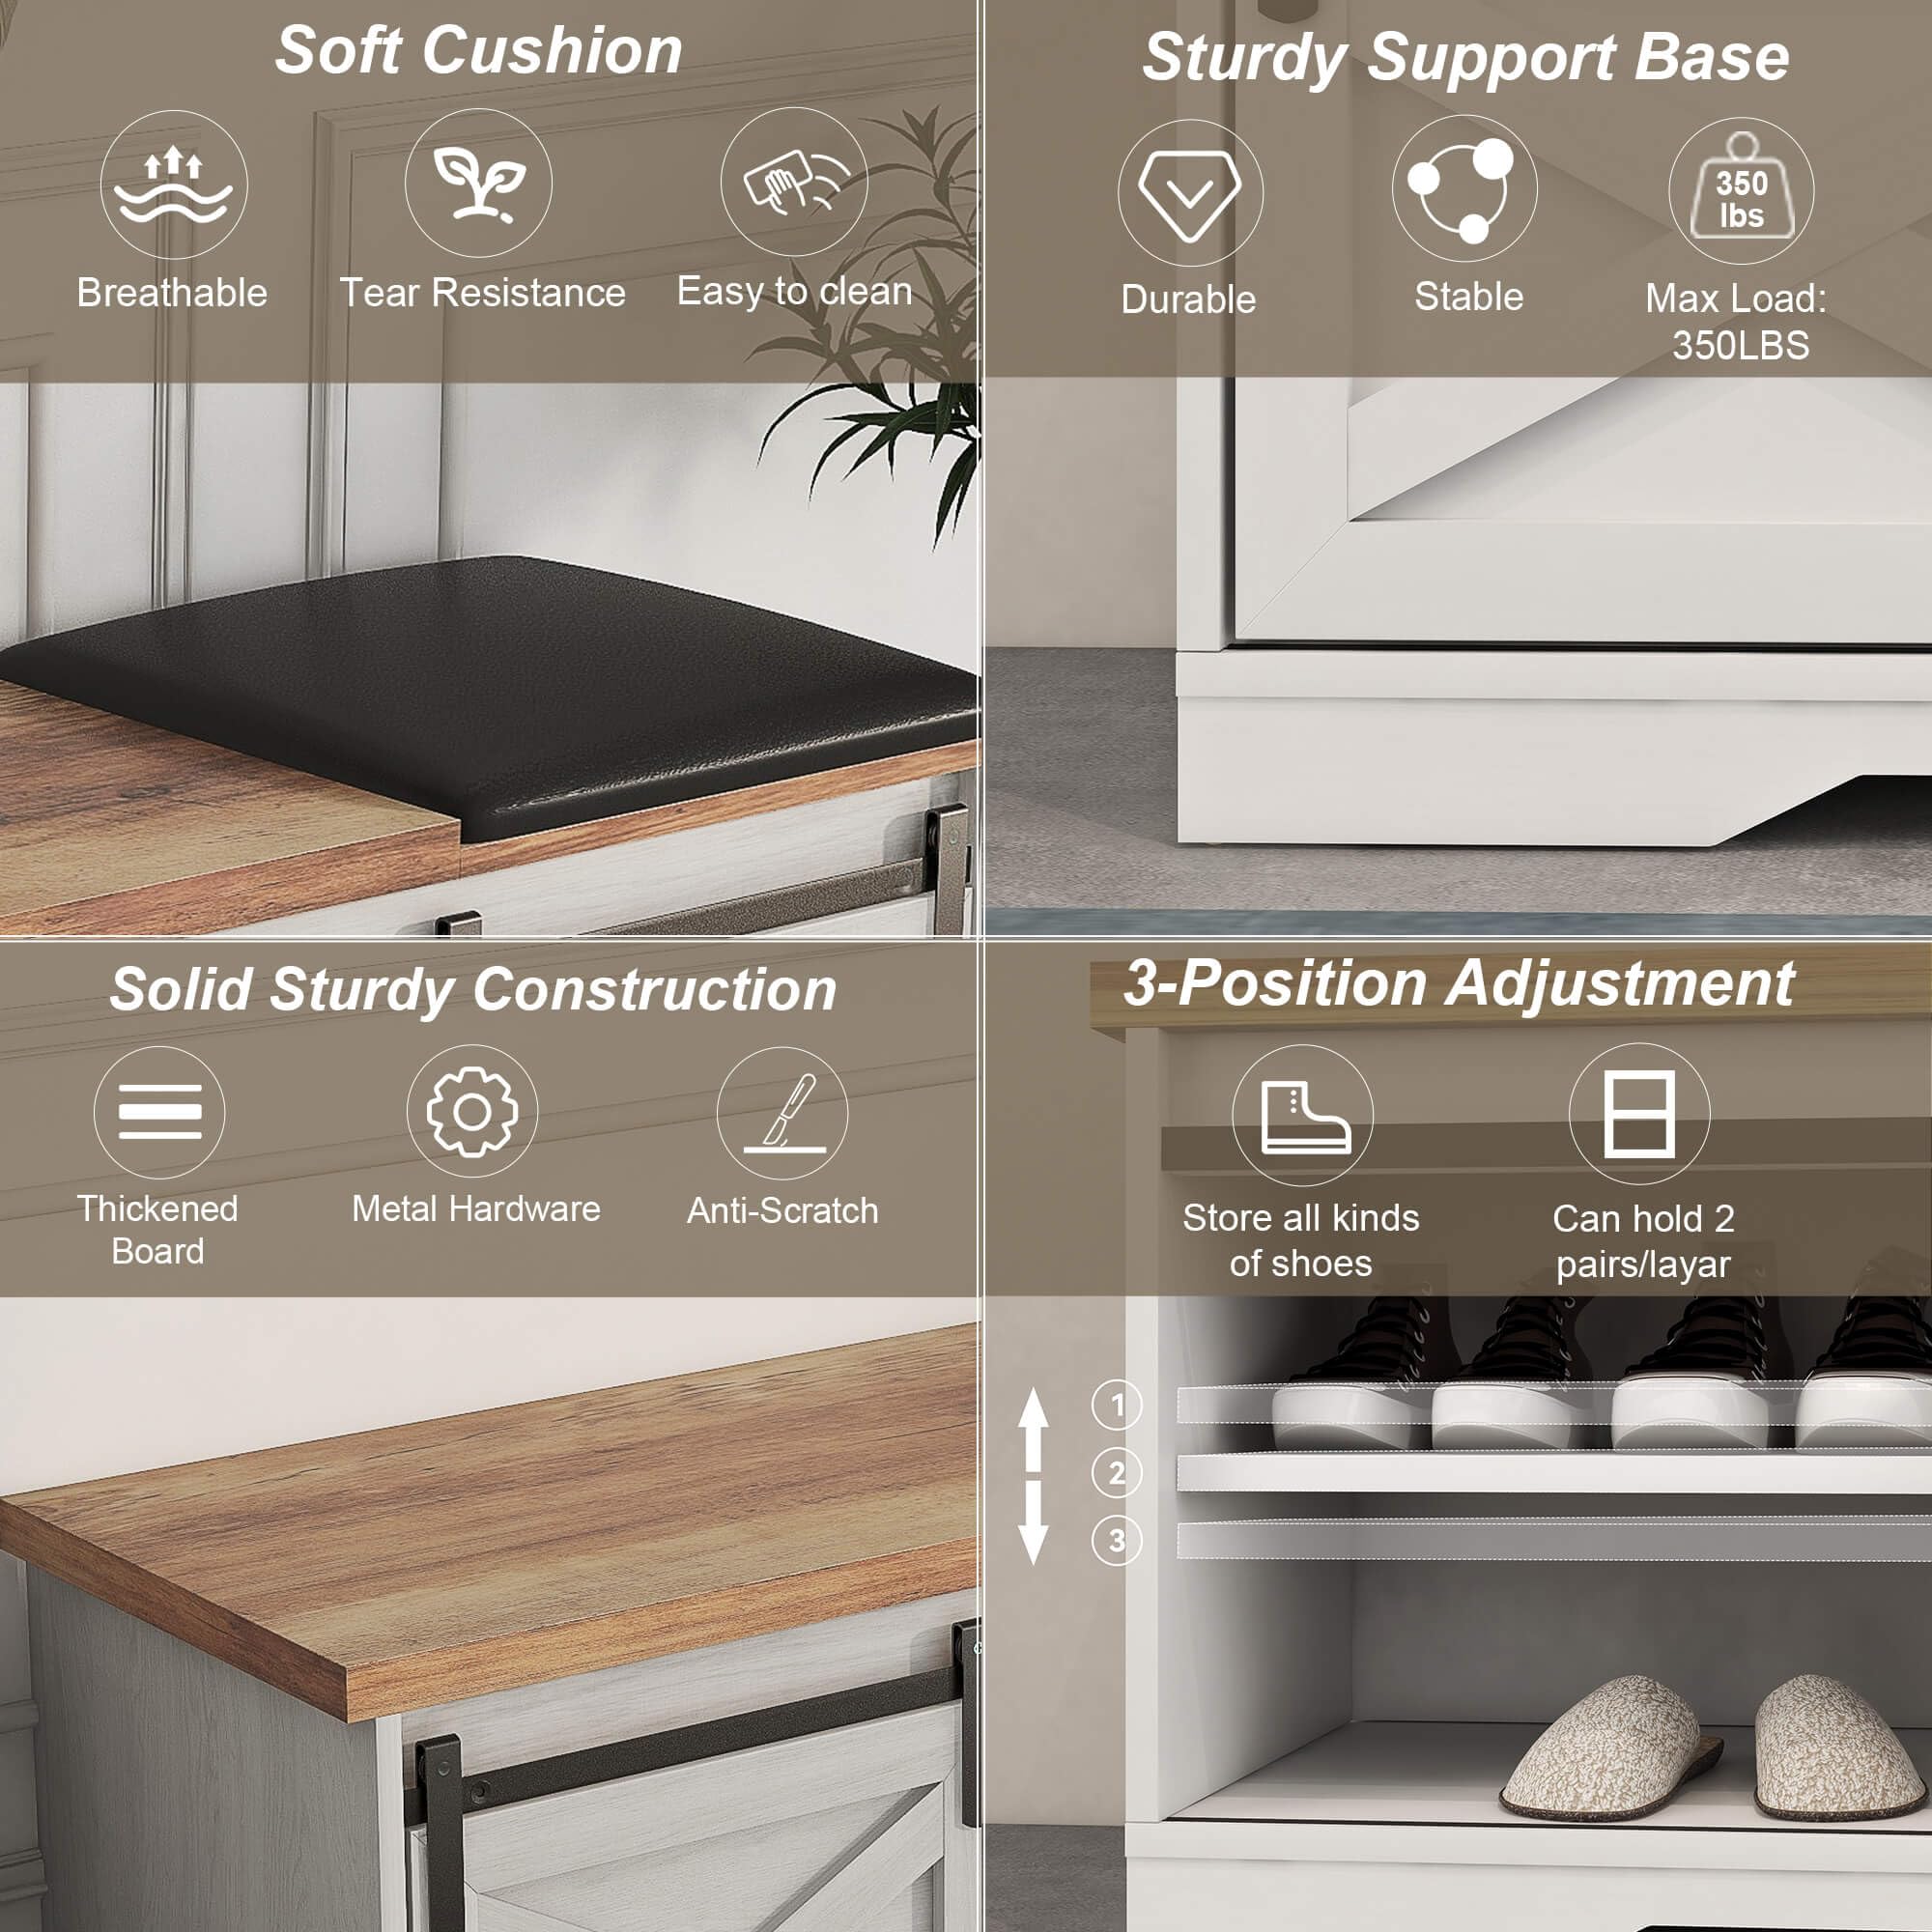 Soft Cushion
Breathable
Tear Resistance
Easy to clean
Sturdy Support Base
350
lbs
Durable
Stable
Max Load:
350LBS
Solid Sturdy Construction
Thickened
Board
Metal Hardware
Anti-Scratch
3-Position Adjustment
Store all kinds
of shoes
Can hold 2
pairs/layar
1
2
3